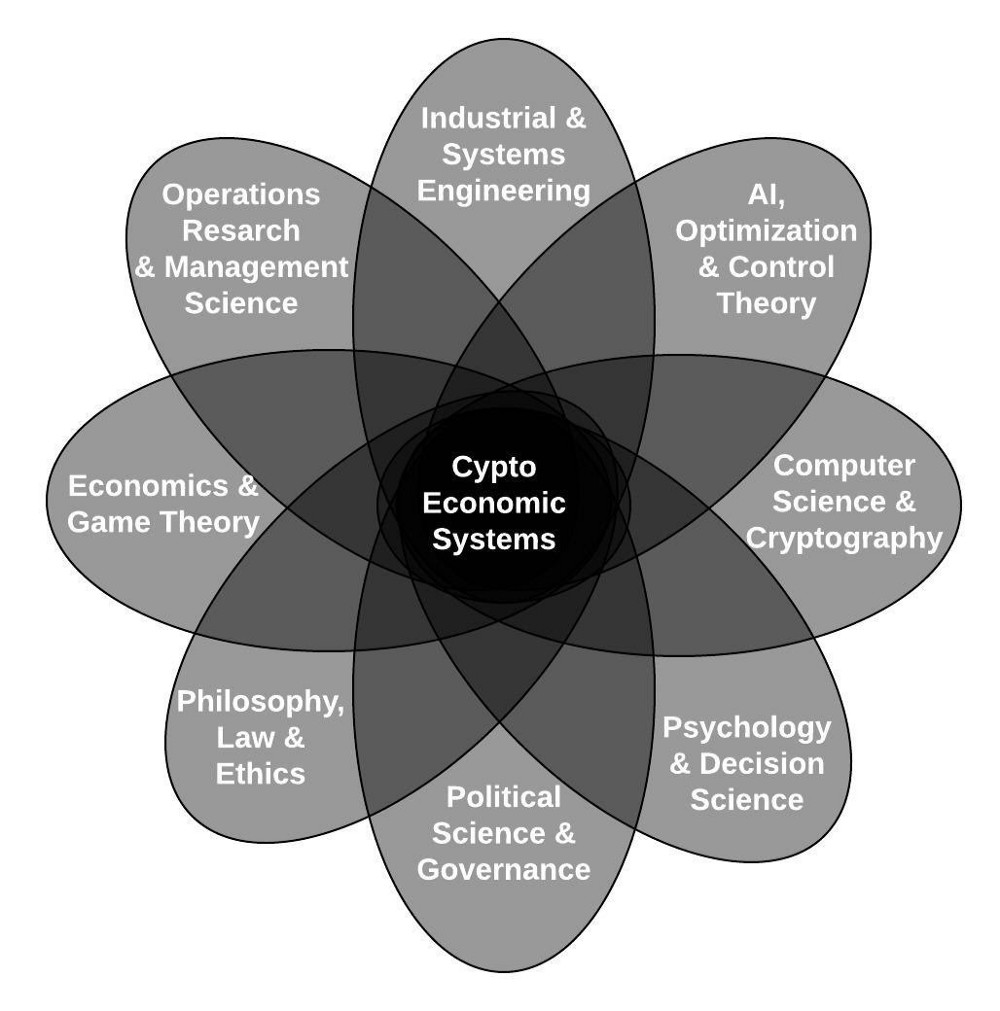 Industrial &
Systems
Engineering
Operations
Resarch
& Management
Science
AI,
Optimization
& Control
Theory
Economics &
Game Theory
Cypto
Economic
Systems
Computer
Science &
Cryptography
Philosophy,
Law &
Ethics
Political
Science &
Governance
Psychology
& Decision
Science